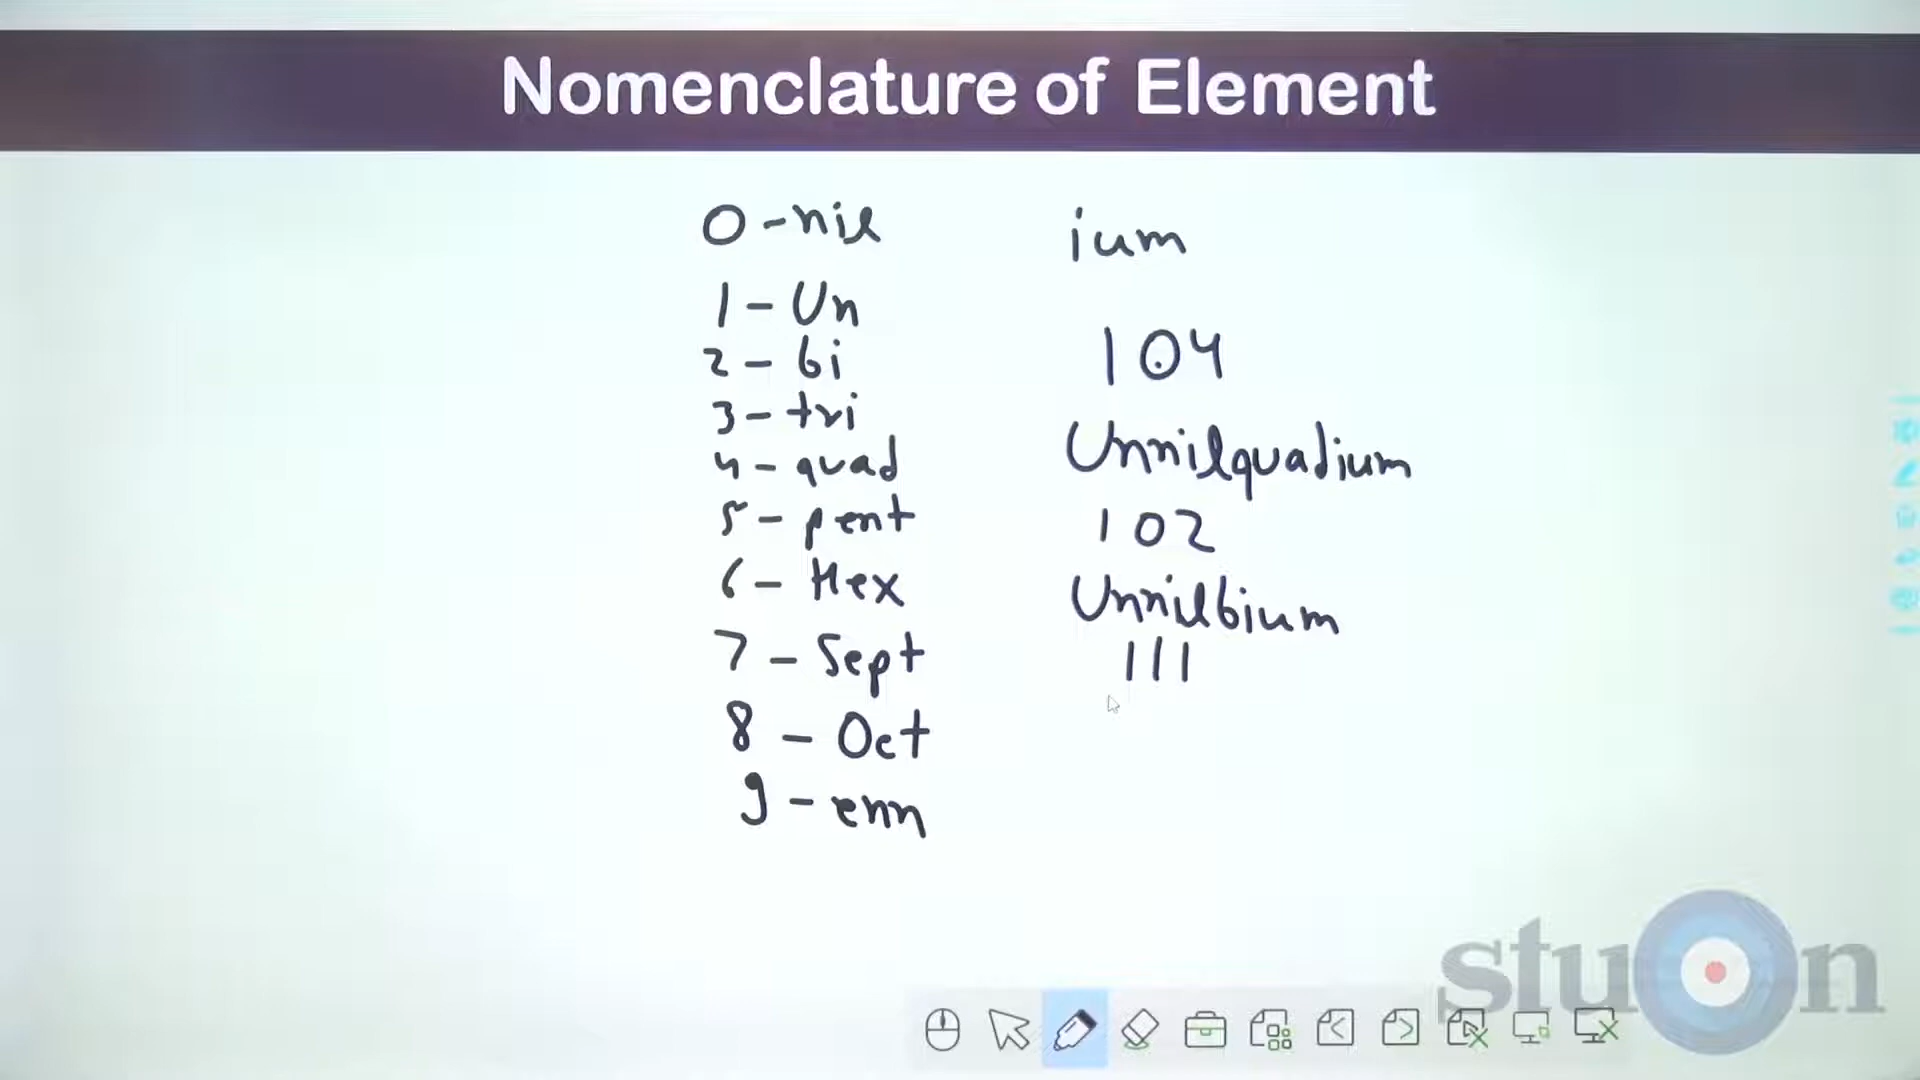 Nomenclature of Element
0 - nil
1 - Un
2 - bi
3 - tri
4 - quad
5 - pent
6 - Hex
7 - Sept
8 - Oct
9 - enn
ium
104
Unnilquadium
102
Unnilbium
111
stuOn